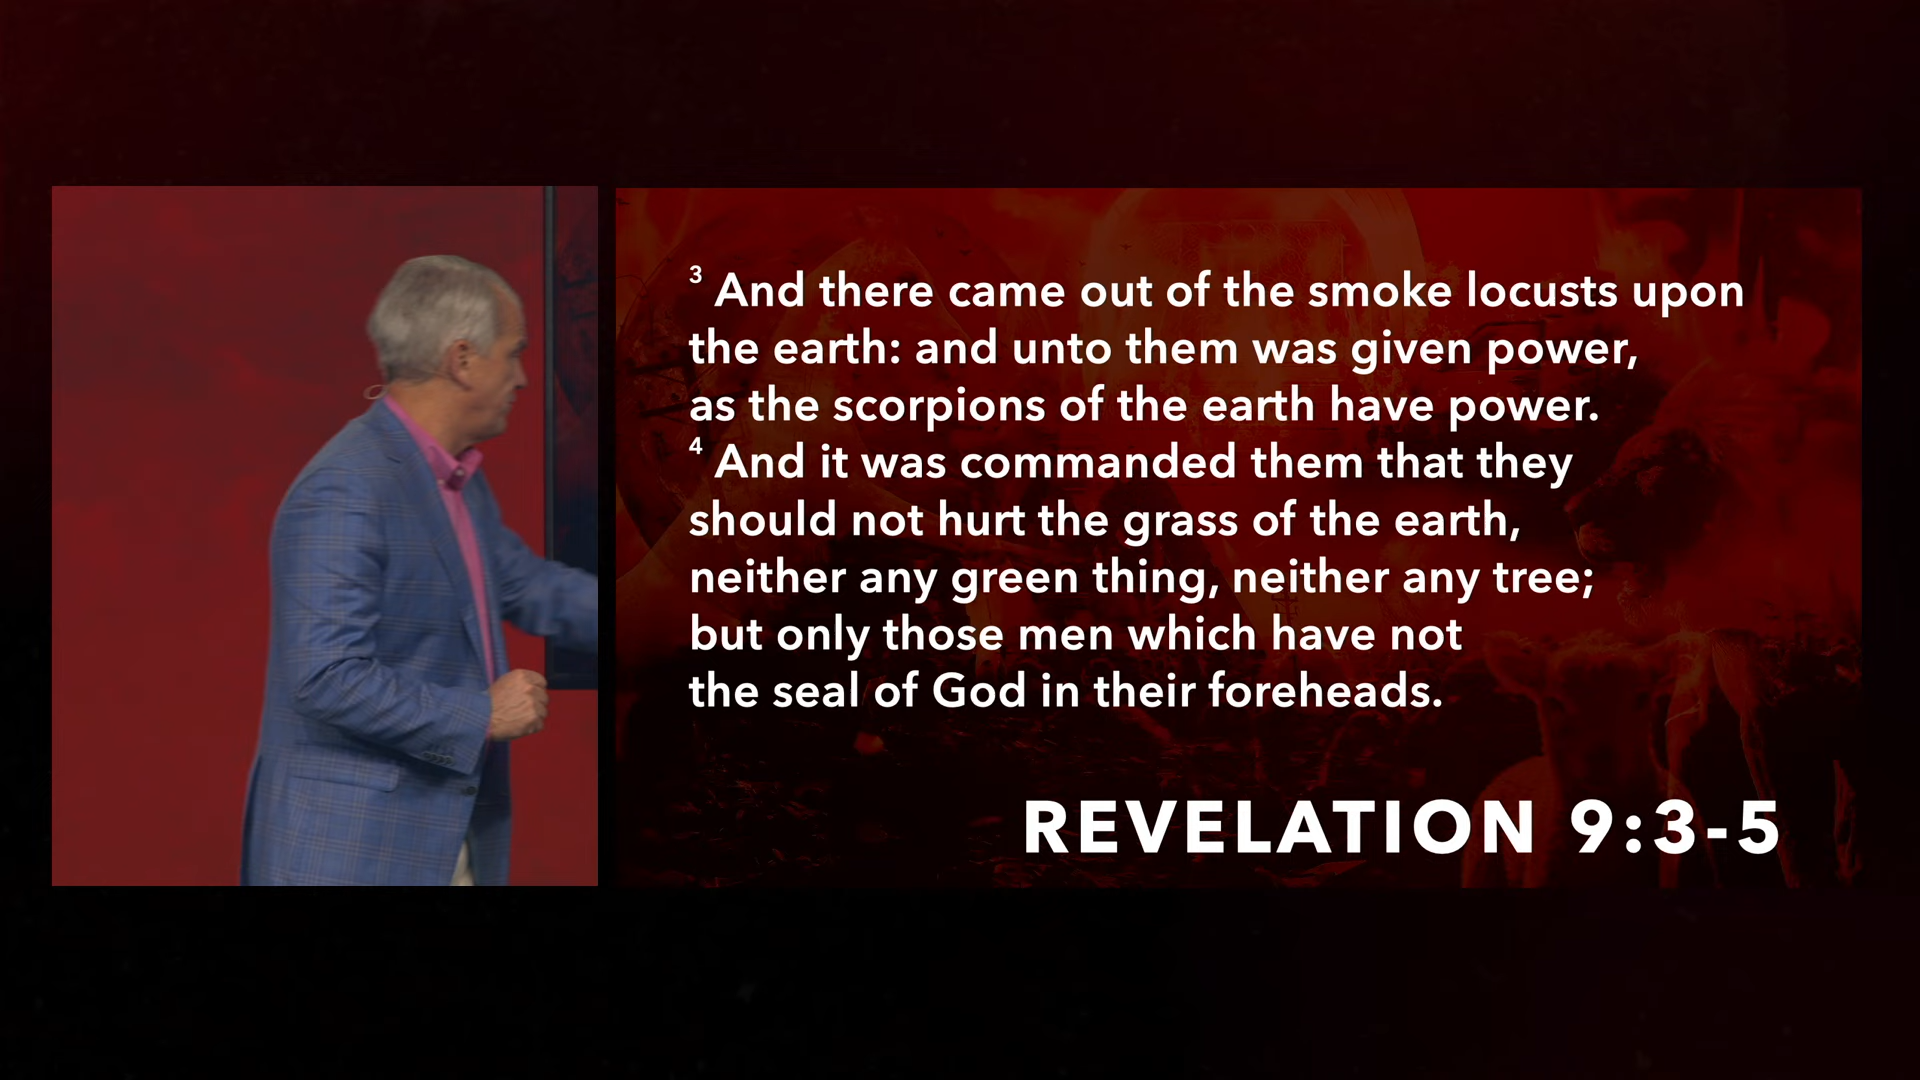 3 And there came out of the smoke locusts upon
the earth: and unto them was given power,
as the scorpions of the earth have power.
4 And it was commanded them that they
should not hurt the grass of the earth,
neither any green thing, neither any tree;
but only those men which have not
the seal of God in their foreheads.
REVELATION 9:3-5